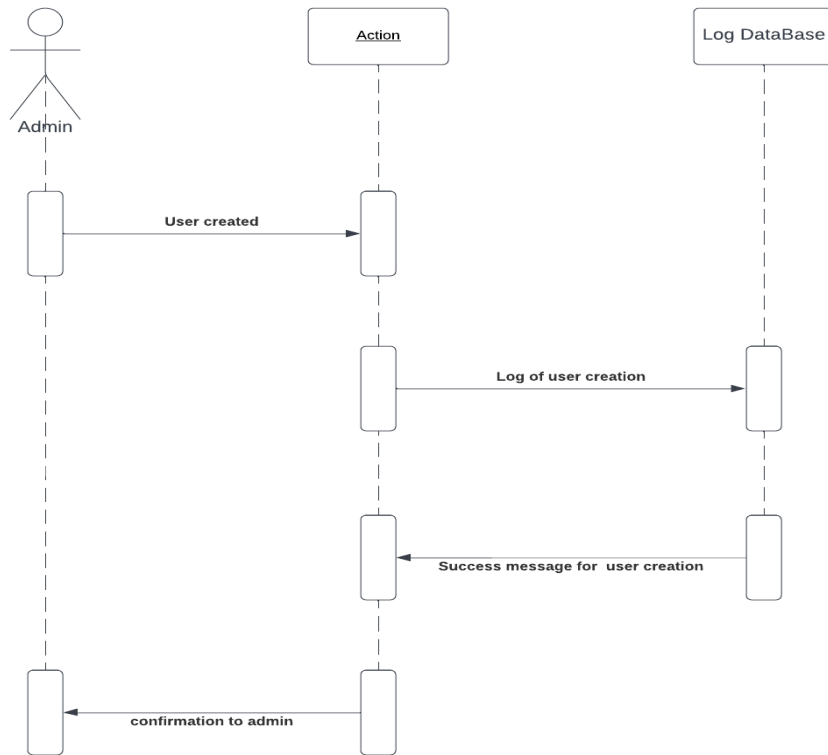 Action
Log DataBase
Admin
User created
Log of user creation
Success message for user creation
confirmation to admin